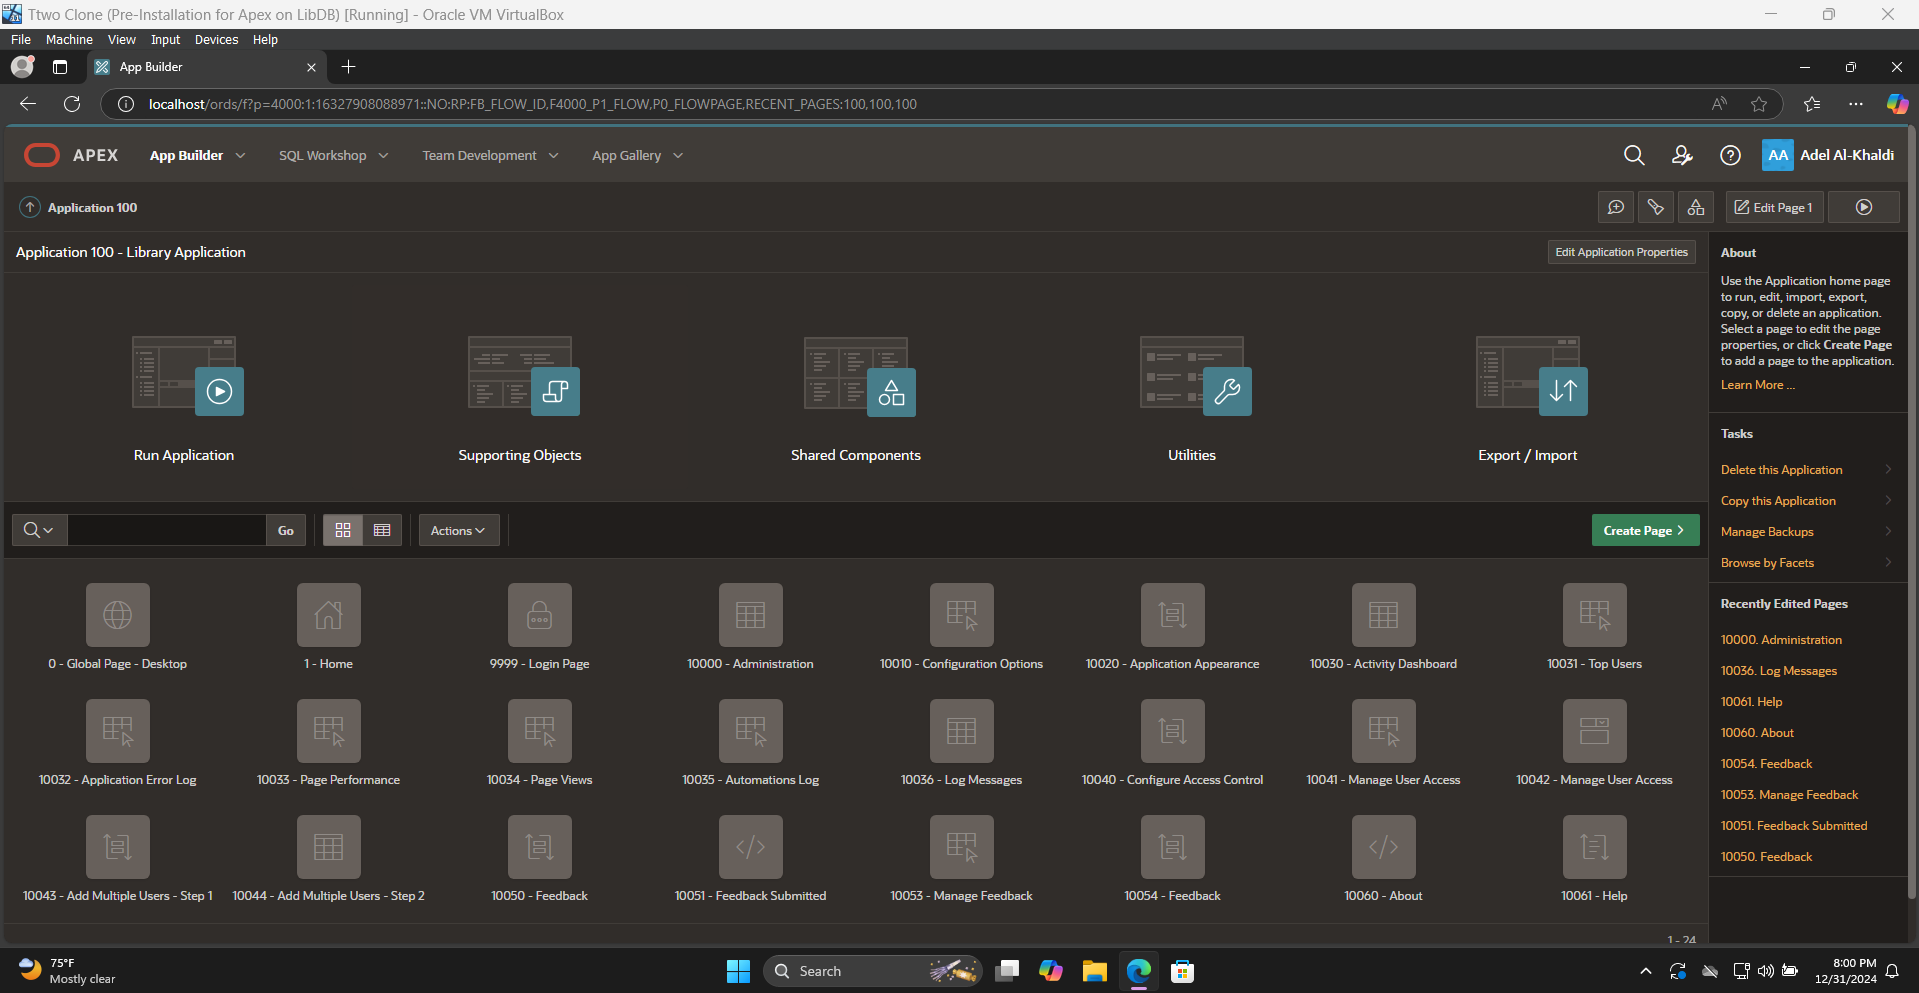 Ttwo Clone (Pre-Installation for Apex on LibDB) [Running] - Oracle VM VirtualBox
File Machine View Input Devices Help
App Builder
localhost/ords/f?p=4000:1:16327908088971::NO:RP:FB_FLOW_ID,F4000_P1_FLOW,P0_FLOWPAGE,RECENT_PAGES:100,100,100
APEX App Builder SQL Workshop Team Development App Gallery AA Adel Al-Khaldi
Application 100 Edit Page 1
Application 100 - Library Application Edit Application Properties
Run Application Supporting Objects Shared Components Utilities Export / Import
Go Actions Create Page
0 - Global Page - Desktop 1 - Home 9999 - Login Page 10000 - Administration 10010 - Configuration Options 10020 - Application Appearance 10030 - Activity Dashboard 10031 - Top Users
10032 - Application Error Log 10033 - Page Performance 10034 - Page Views 10035 - Automations Log 10036 - Log Messages 10040 - Configure Access Control 10041 - Manage User Access 10042 - Manage User Access
10043 - Add Multiple Users - Step 1 10044 - Add Multiple Users - Step 2 10050 - Feedback 10051 - Feedback Submitted 10053 - Manage Feedback 10054 - Feedback 10060 - About 10061 - Help
1 - 24
About
Use the Application home page
to run, edit, import, export,
copy, or delete an application.
Select a page to edit the page
properties, or click Create Page
to add a page to the application.
Learn More ...
Tasks
Delete this Application
Copy this Application
Manage Backups
Browse by Facets
Recently Edited Pages
10000. Administration
10036. Log Messages
10061. Help
10060. About
10054. Feedback
10053. Manage Feedback
10051. Feedback Submitted
10050. Feedback
75°F
Mostly clear
Search
8:00 PM
12/31/2024